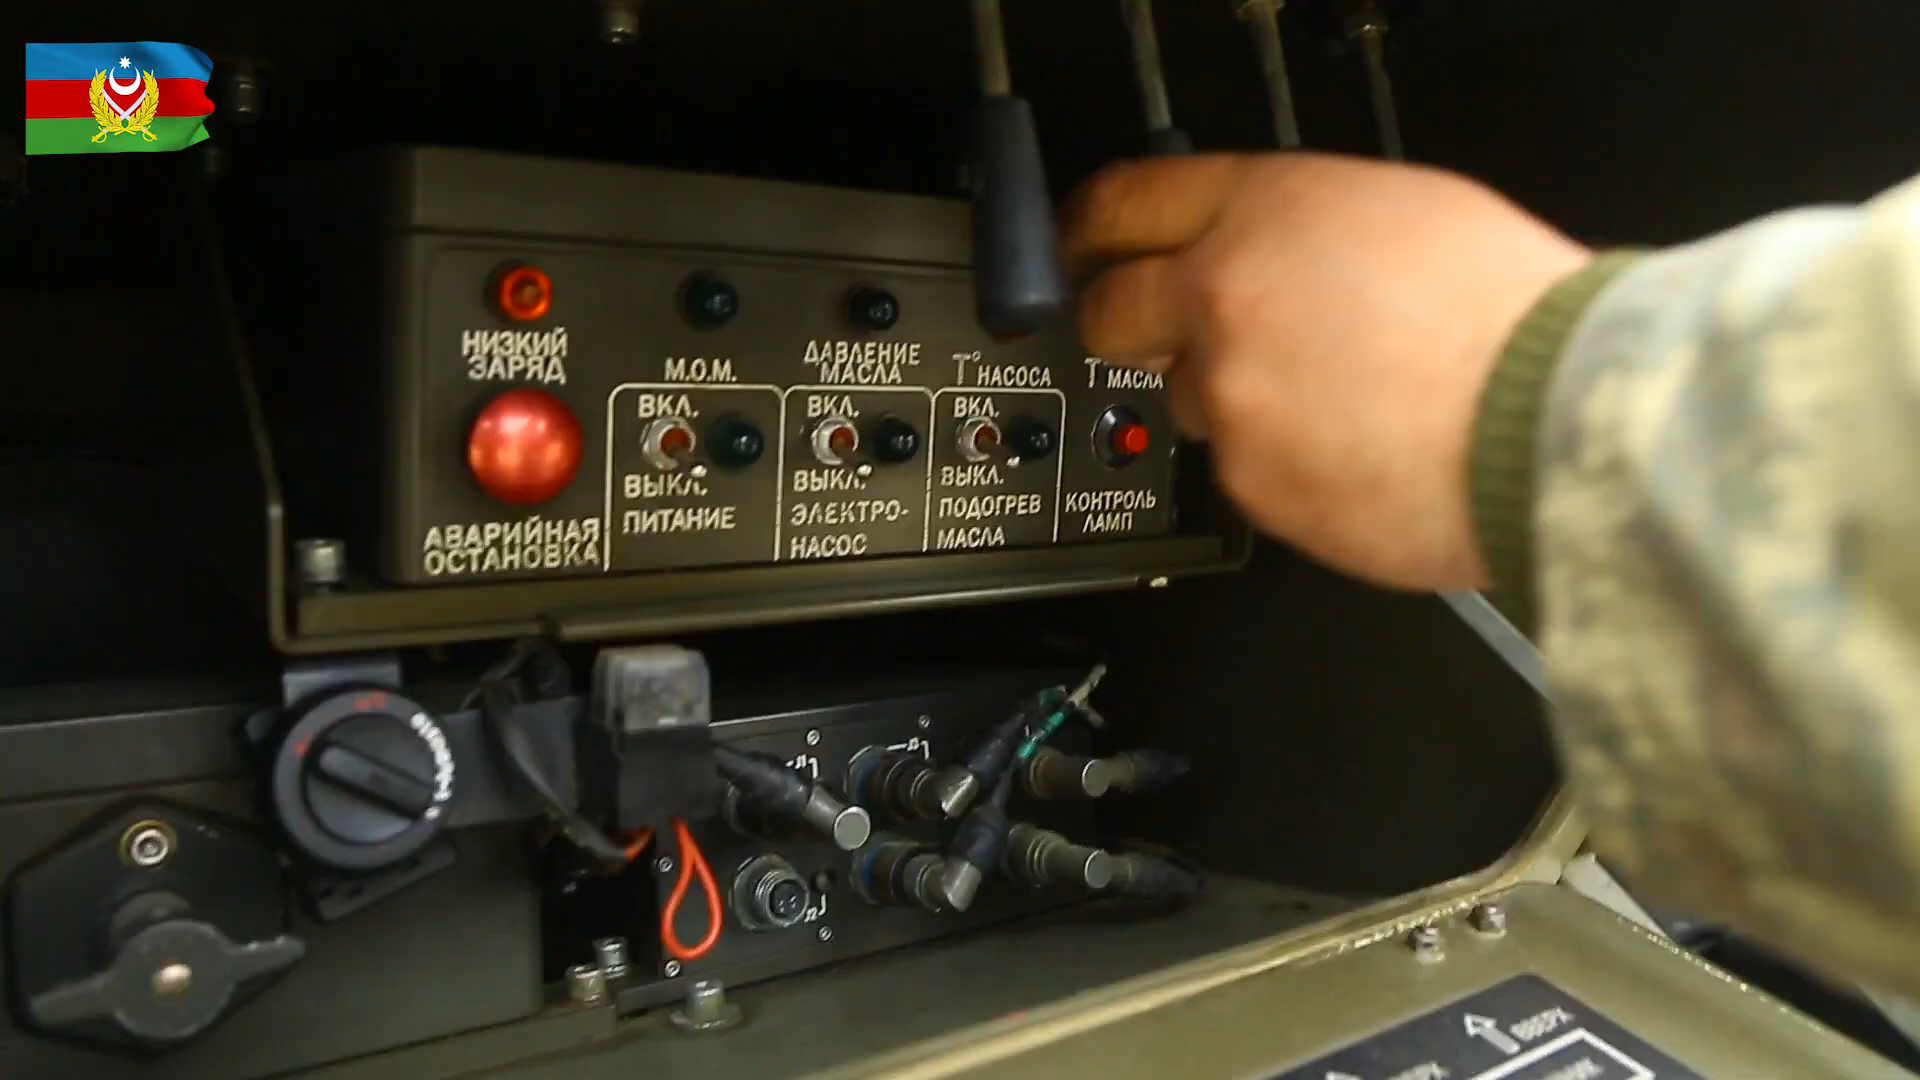 НИЗКИЙ
ЗАРЯД
М.О.М.
ДАВЛЕНИЕ
МАСЛА
Т° НАСОСА
Т° МАСЛА
ВКЛ.
ВКЛ.
ВКЛ.
ВЫКЛ.
ВЫКЛ.
ВЫКЛ.
АВАРИЙНАЯ
ОСТАНОВКА
ПИТАНИЕ
ЭЛЕКТРО-
НАСОС
ПОДОГРЕВ
МАСЛА
КОНТРОЛЬ
ЛАМП
ВВЕРХ